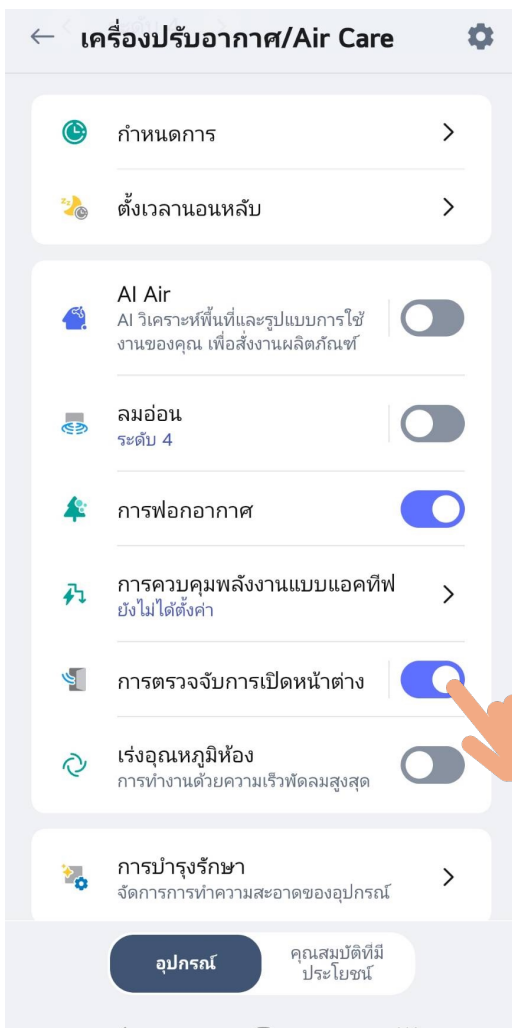 เครื่องปรับอากาศ/Air Care
กำหนดการ
ตั้งเวลานอนหลับ
AI Air
AI วิเคราะห์พื้นที่และรูปแบบการใช้
งานของคุณ เพื่อสั่งงานผลิตภัณฑ์
ลมอ่อน
ระดับ 4
การฟอกอากาศ
การควบคุมพลังงานแบบแอคทีฟ
ยังไม่ได้ตั้งค่า
การตรวจจับการเปิดหน้าต่าง
เร่งอุณหภูมิห้อง
การทำงานด้วยความเร็วพัดลมสูงสุด
การบำรุงรักษา
จัดการการทำความสะอาดของอุปกรณ์
อุปกรณ์
คุณสมบัติที่มี
ประโยชน์